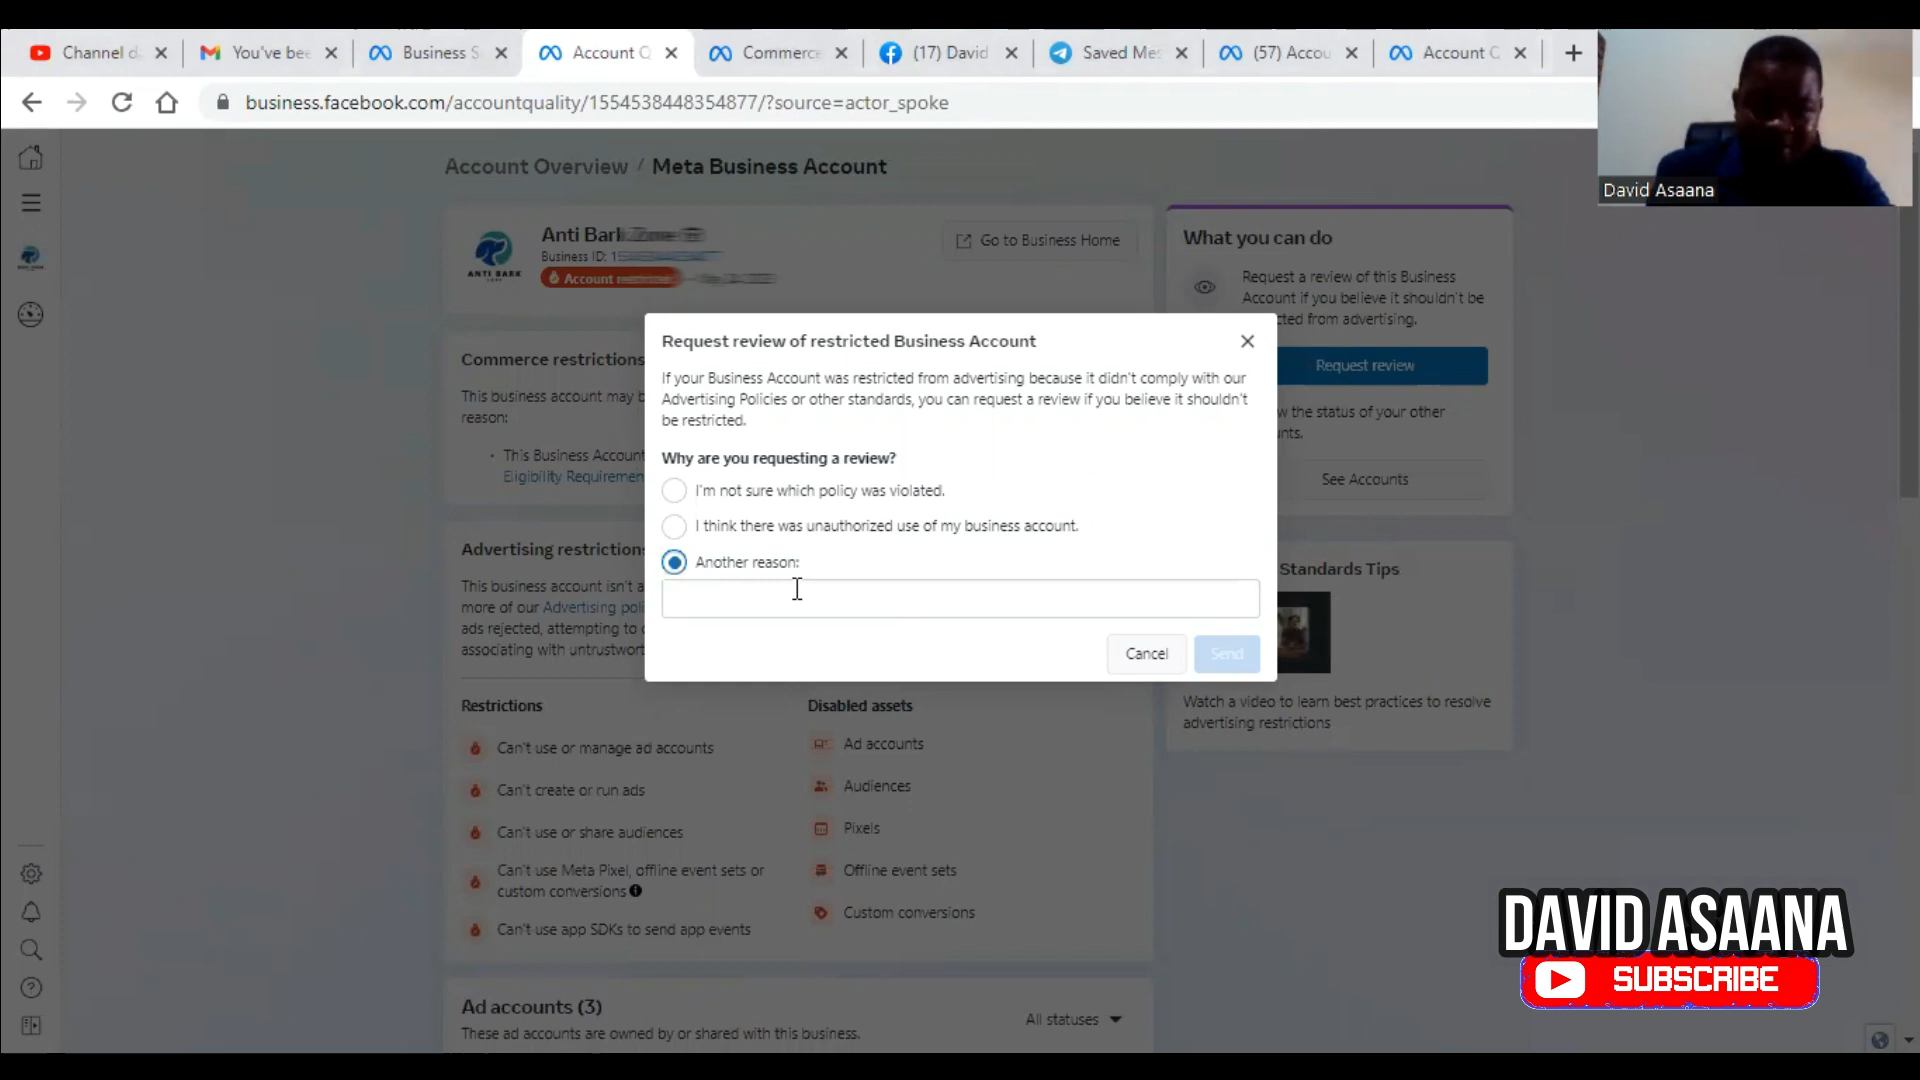 Channel d
You've bee
Business S
Account Q
Commerce
(17) David
Saved Me
(57) Accou
Account Q
business.facebook.com/accountquality/1554538448354877/?source=actor_spoke
David Asaana
Account Overview / Meta Business Account
Anti Bark
Business ID: 1
Account restricted
ANTI BARK
Go to Business Home
What you can do
Request a review of this Business
Account if you believe it shouldn't be
cted from advertising.
Request review
w the status of your other
unts.
See Accounts
Commerce restrictions
This business account may b
reason:
This Business Account
Eligibility Requiremen
Request review of restricted Business Account
If your Business Account was restricted from advertising because it didn't comply with our
Advertising Policies or other standards, you can request a review if you believe it shouldn't
be restricted.
Why are you requesting a review?
I'm not sure which policy was violated.
I think there was unauthorized use of my business account.
Another reason:
Cancel
Send
Advertising restriction
This business account isn't a
more of our Advertising poli
ads rejected, attempting to
associating with untrustwort
Standards Tips
Watch a video to learn best practices to resolve
advertising restrictions
Restrictions
Can't use or manage ad accounts
Can't create or run ads
Can't use or share audiences
Can't use Meta Pixel, offline event sets or
custom conversions
Can't use app SDKs to send app events
Disabled assets
Ad accounts
Audiences
Pixels
Offline event sets
Custom conversions
Ad accounts (3)
These ad accounts are owned by or shared with this business.
All statuses
DAVID ASAANA
SUBSCRIBE